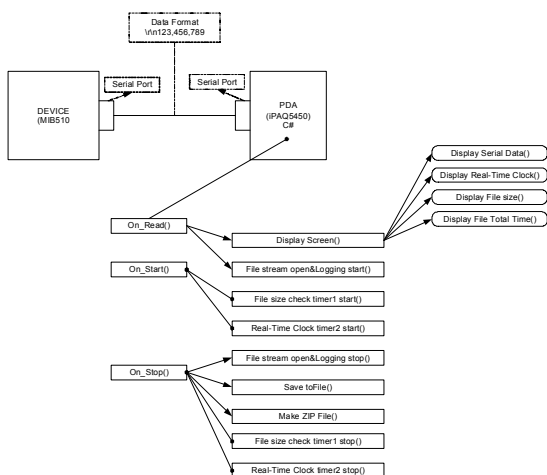 Data Format
\r\n123,456,789
Serial Port
Serial Port
DEVICE
(MIB510
PDA
(iPAQ5450)
C#
Display Serial Data()
Display Real-Time Clock()
Display File size()
Display File Total Time()
On_Read()
Display Screen()
File stream open&Logging start()
On_Start()
File size check timer1 start()
Real-Time Clock timer2 start()
On_Stop()
File stream open&Logging stop()
Save toFile()
Make ZIP File()
File size check timer1 stop()
Real-Time Clock timer2 stop()